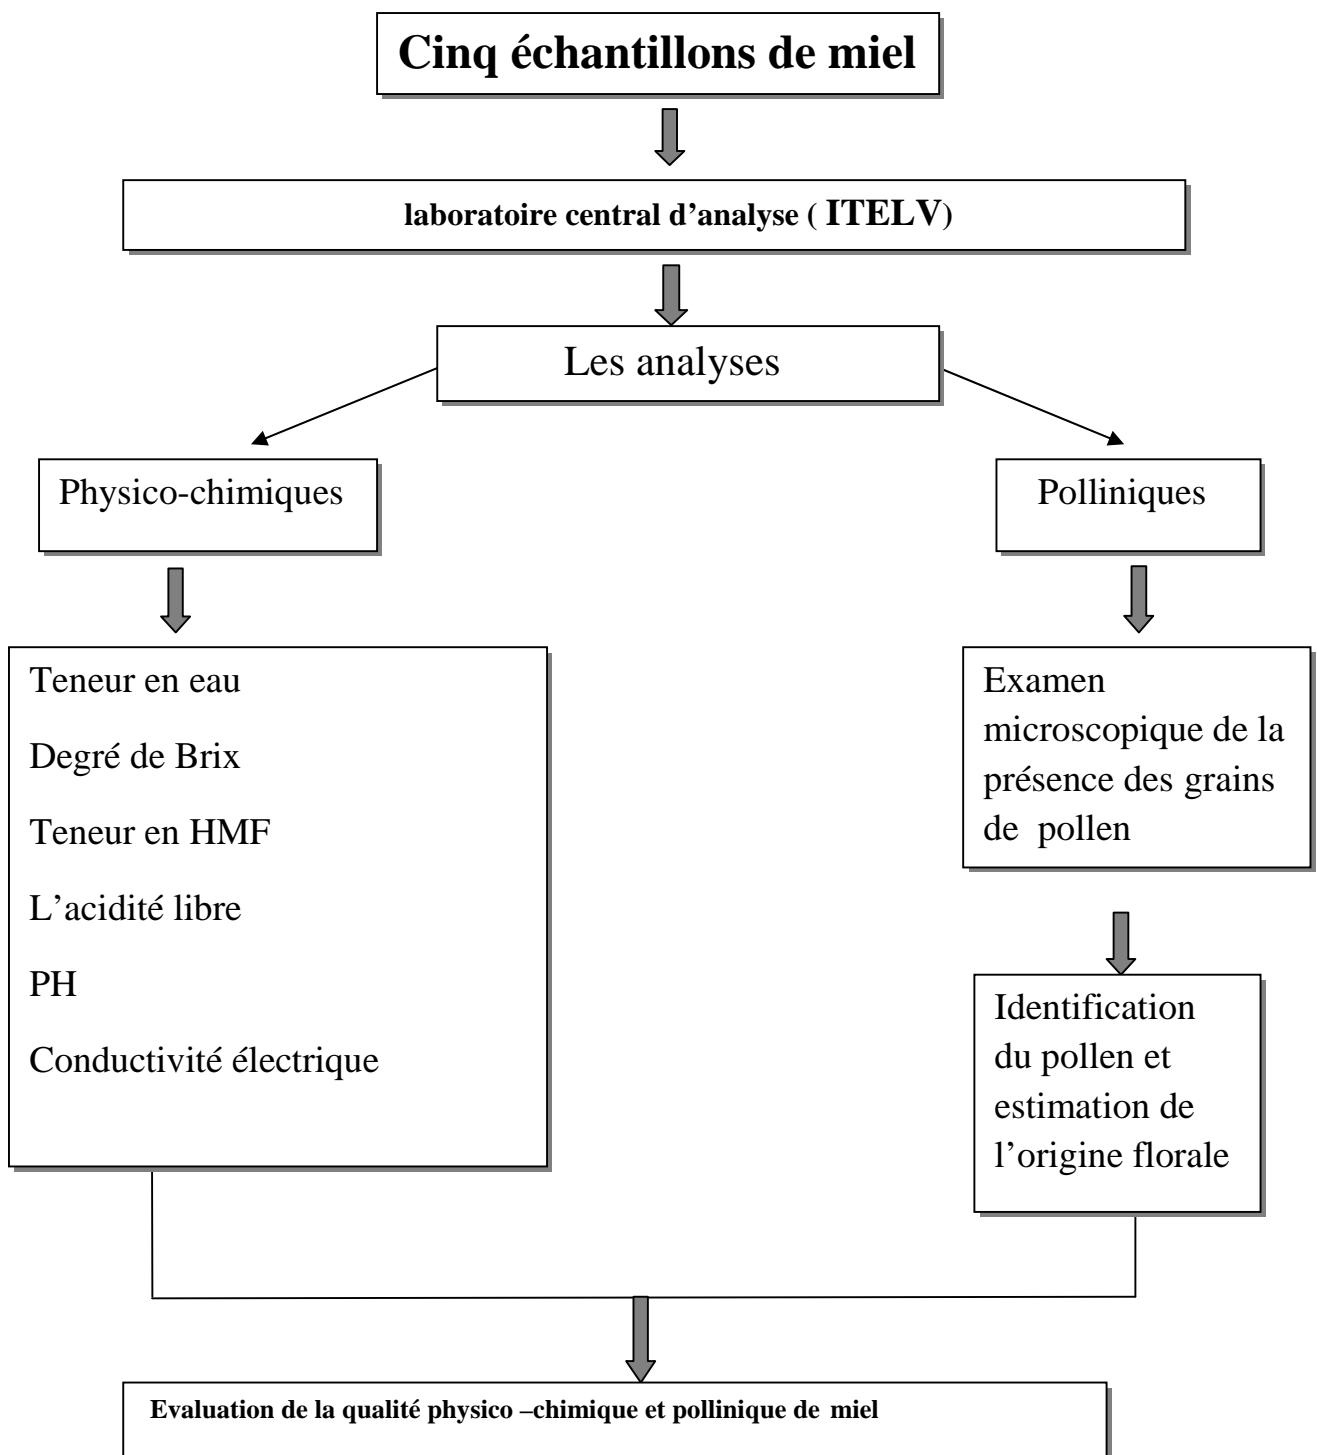 Cinq échantillons de miel
laboratoire central d’analyse ( ITELV)
Les analyses
Physico-chimiques
Polliniques
Teneur en eau
Degré de Brix
Teneur en HMF
L’acidité libre
PH
Conductivité électrique
Examen
microscopique de la
présence des grains
de pollen
Identification
du pollen et
estimation de
l’origine florale
Evaluation de la qualité physico –chimique et pollinique de miel